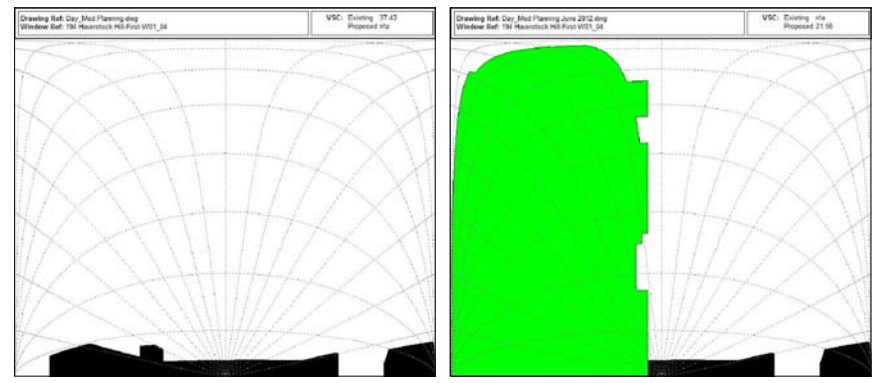 Drawing Ref: Day_Mod Planning.dwg
Window Ref: 194 Haverstock Hill/First-W01_04
VSC: Existing 37.43
Proposed n/a
Drawing Ref: Day_Mod Planning June 2012.dwg
Window Ref: 194 Haverstock Hill/First-W01_04
VSC: Existing n/a
Proposed 21.55